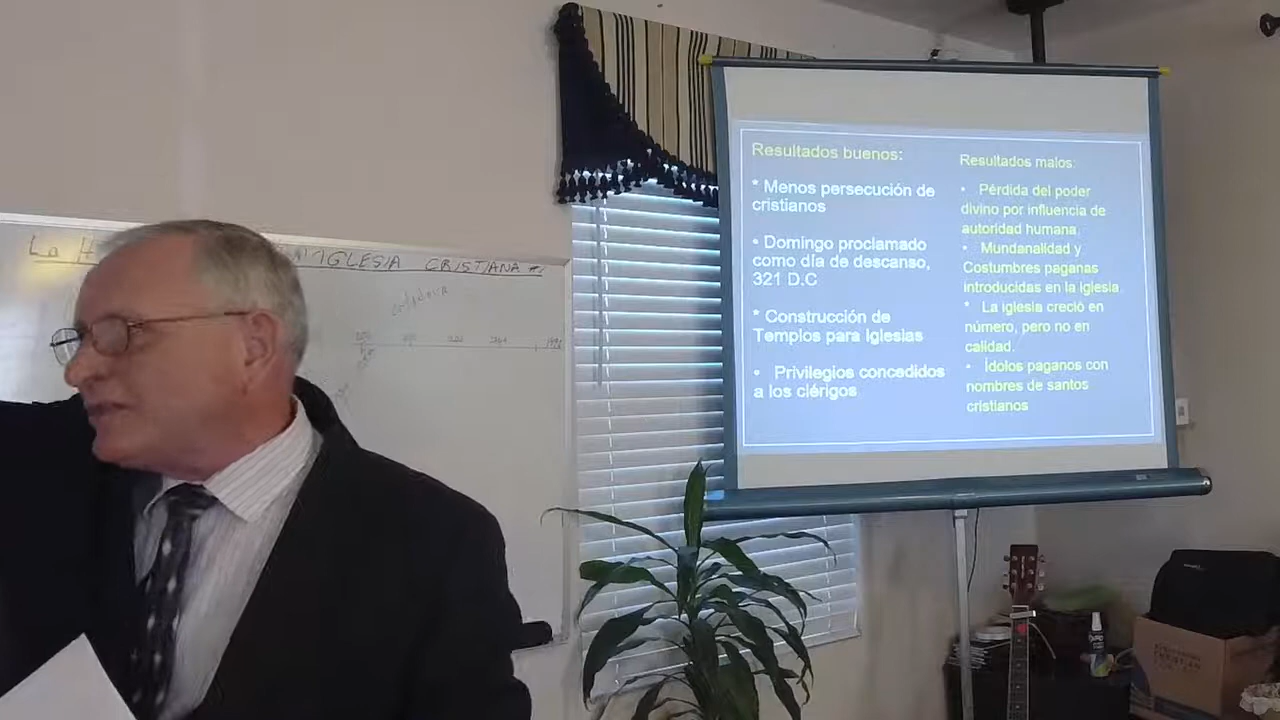 La
IGLESIA CRISTIANA
Resultados buenos:
* Menos persecución de
cristianos
• Domingo proclamado
como día de descanso,
321 D.C
* Construcción de
Templos para Iglesias
• Privilegios concedidos
a los clérigos
Resultados malos:
• Pérdida del poder
divino por influencia de
autoridad humana.
• Mundanalidad y
Costumbres paganas
introducidas en la Iglesia
* La iglesia creció en
número, pero no en
calidad.
• Ídolos paganos con
nombres de santos
cristianos